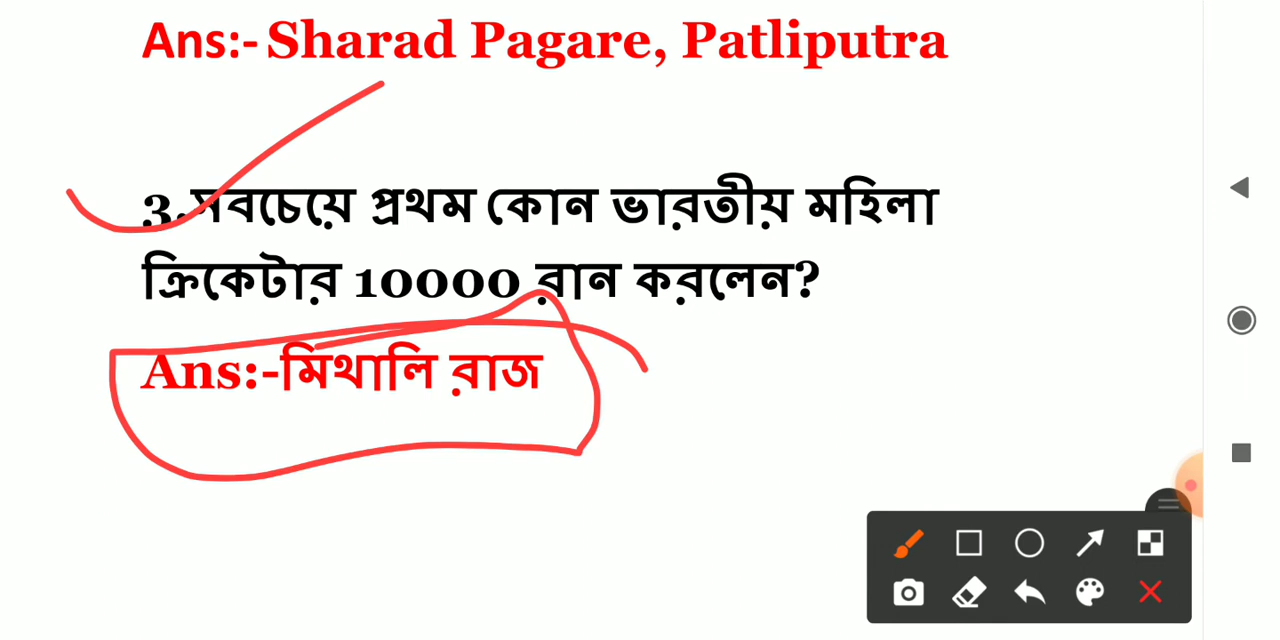 Ans:- Sharad Pagare, Patliputra
3.সবচেয়ে প্রথম কোন ভারতীয় মহিলা
ক্রিকেটার 10000 রান করলেন?
Ans:-মিথালি রাজ